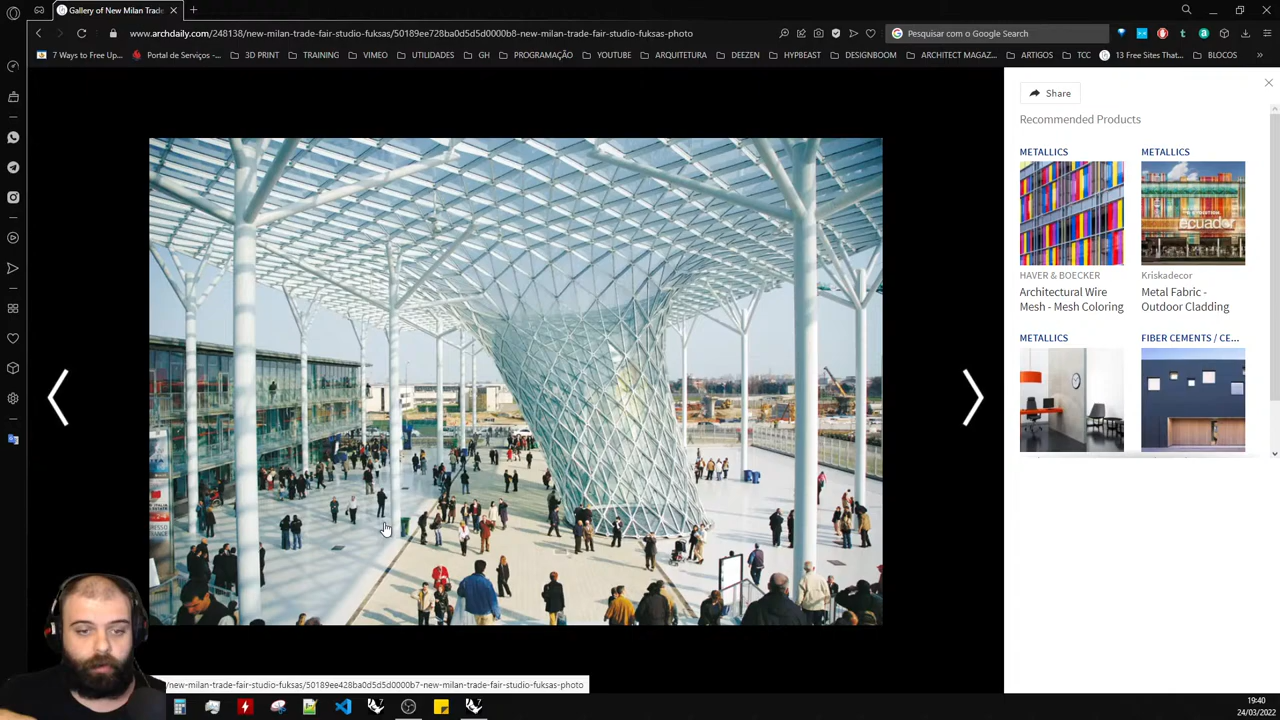 Gallery of New Milan Trade
www.archdaily.com/248138/new-milan-trade-fair-studio-fuksas/50189ee728ba0d5d5d0000b8-new-milan-trade-fair-studio-fuksas-photo
Pesquisar com o Google Search
7 Ways to Free Up...
Portal de Serviços -...
3D PRINT
TRAINING
VIMEO
UTILIDADES
GH
PROGRAMAÇÃO
YOUTUBE
ARQUITETURA
DEEZEN
HYPBEAST
DESIGNBOOM
ARCHITECT MAGAZ...
ARTIGOS
TCC
13 Free Sites That...
BLOCOS
Share
Recommended Products
METALLICS
METALLICS
ecuador
HAVER & BOECKER
Kriskadecor
Architectural Wire
Mesh - Mesh Coloring
Metal Fabric -
Outdoor Cladding
METALLICS
FIBER CEMENTS / CE...
/new-milan-trade-fair-studio-fuksas/50189ee428ba0d5d5d0000b7-new-milan-trade-fair-studio-fuksas-photo
19:40
24/03/2022